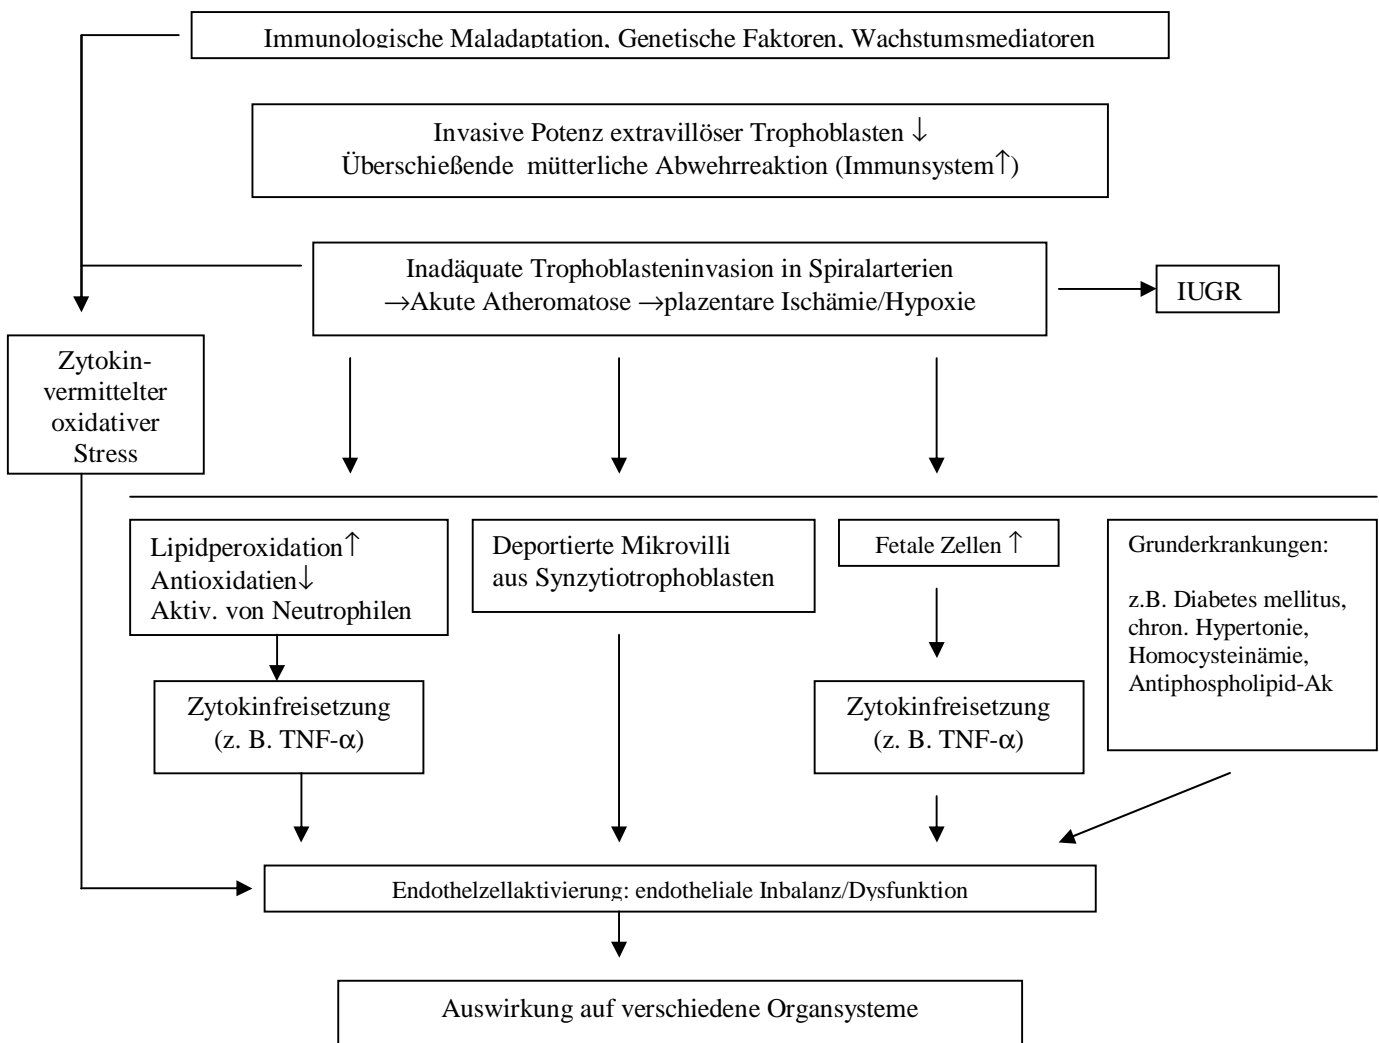 Immunologische Maladaptation, Genetische Faktoren, Wachstumsmediatoren
Invasive Potenz extravillöser Trophoblasten ↓
Überschießende mütterliche Abwehrreaktion (Immunsystem↑)
Inadäquate Trophoblasteninvasion in Spiralarterien
→Akute Atheromatose →plazentare Ischämie/Hypoxie
IUGR
Zytokin-
vermittelter
oxidativer
Stress
Lipidperoxidation↑
Antioxidatien↓
Aktiv. von Neutrophilen
Deportierte Mikrovilli
aus Synzytiotrophoblasten
Fetale Zellen ↑
Grunderkrankungen:
z.B. Diabetes mellitus,
chron. Hypertonie,
Homocysteinämie,
Antiphospholipid-Ak
Zytokinfreisetzung
(z. B. TNF-α)
Zytokinfreisetzung
(z. B. TNF-α)
Endothelzellaktivierung: endotheliale Inbalanz/Dysfunktion
Auswirkung auf verschiedene Organsysteme